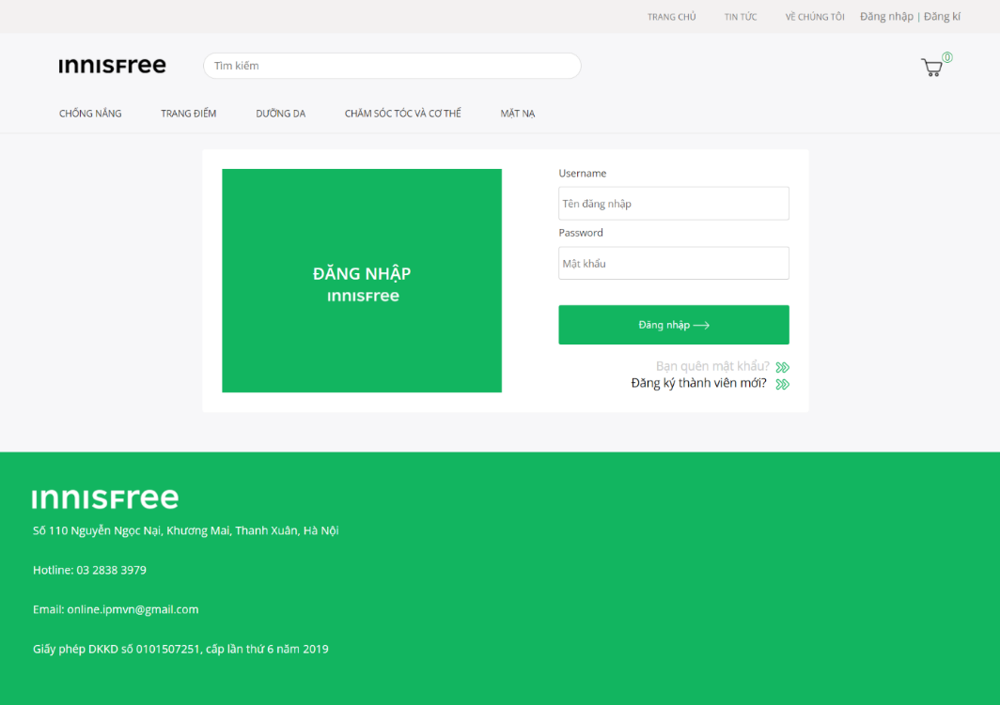 TRANG CHỦ TIN TỨC VỀ CHÚNG TÔI Đăng nhập | Đăng kí
ınnısFree Tìm kiếm 0
CHỐNG NẮNG TRANG ĐIỂM DƯỠNG DA CHĂM SÓC TÓC VÀ CƠ THỂ MẶT NẠ
ĐĂNG NHẬP
ınnısFree
Username
Tên đăng nhập
Password
Mật khẩu
Đăng nhập
Bạn quên mật khẩu?
Đăng ký thành viên mới?
ınnısFree
Số 110 Nguyễn Ngọc Nại, Khương Mai, Thanh Xuân, Hà Nội
Hotline: 03 2838 3979
Email: online.ipmvn@gmail.com
Giấy phép DKKD số 0101507251, cấp lần thứ 6 năm 2019